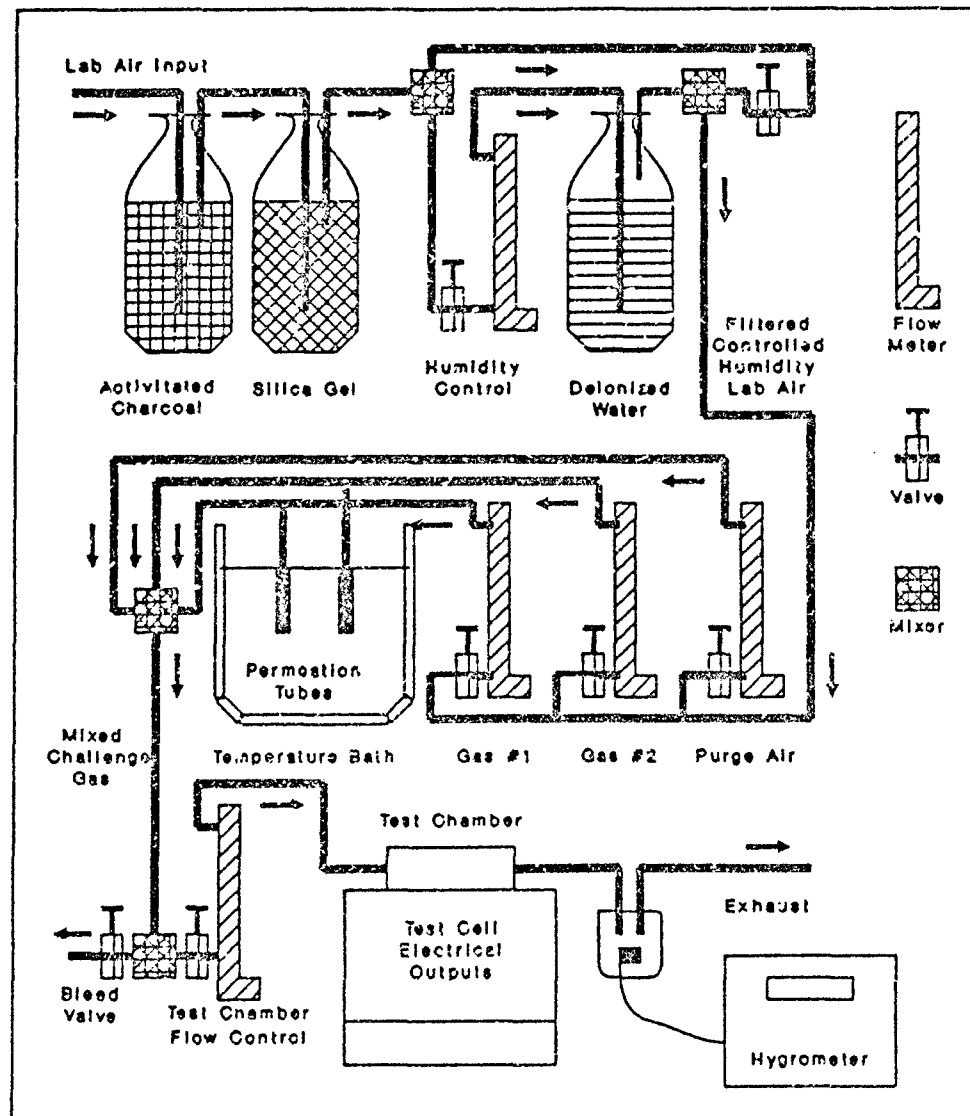 Lab Air Input
Activitated
Charcoal
Silica Gel
Humidity
Control
Deionized
Water
Filtered
Controlled
Humidity
Lab Air
Flow
Meter
Valve
Mixer
Permeation
Tubes
Mixed
Challenge
Gas
Temperature Bath
Gas #1
Gas #2
Purge Air
Test Chamber
Test Cell
Electrical
Outputs
Exhaust
Bleed
Valve
Test Chamber
Flow Control
Hygrometer